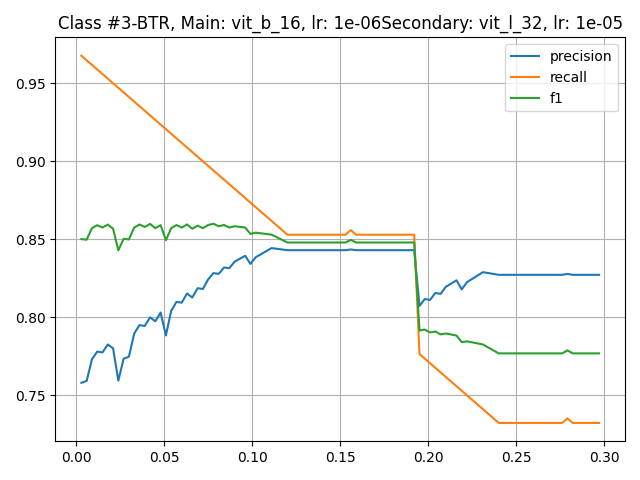 Class #3-BTR, Main: vit_b_16, lr: 1e-06Secondary: vit_l_32, lr: 1e-05
precision
recall
f1
0.95
0.90
0.85
0.80
0.75
0.00 0.05 0.10 0.15 0.20 0.25 0.30